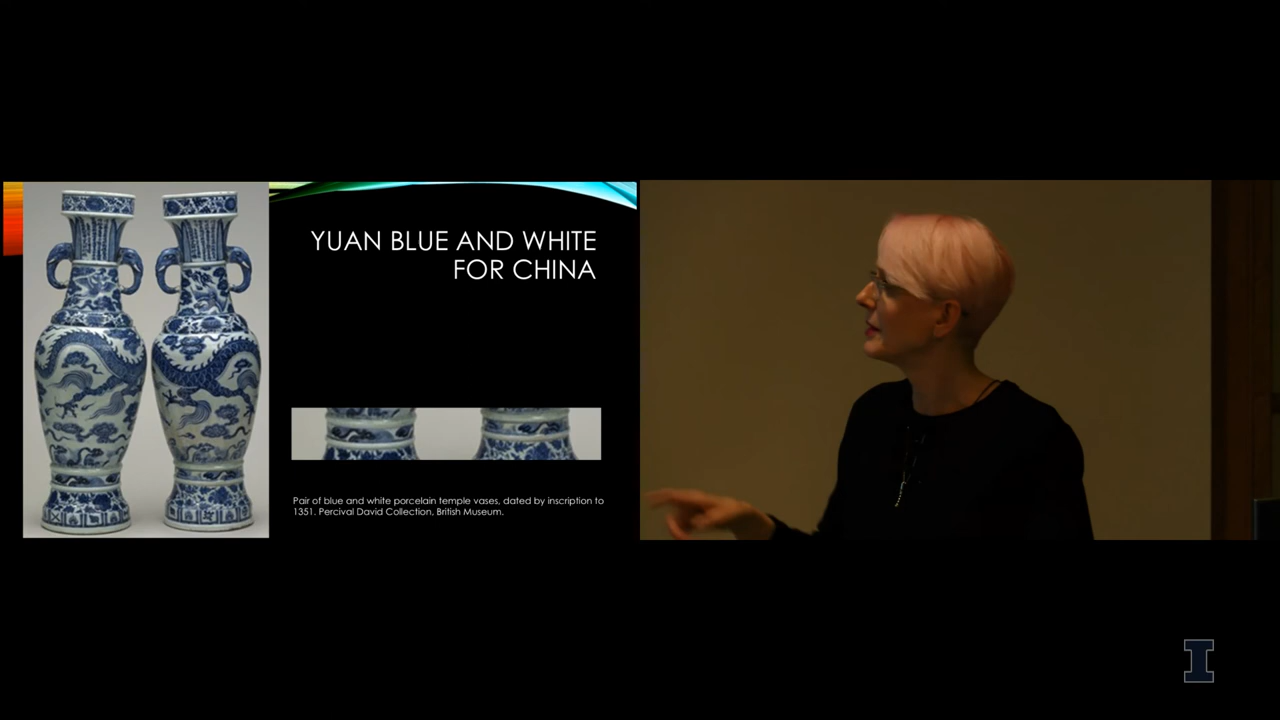 YUAN BLUE AND WHITE
FOR CHINA
Pair of blue and white porcelain temple vases, dated by inscription to
1351. Percival David Collection, British Museum.
I